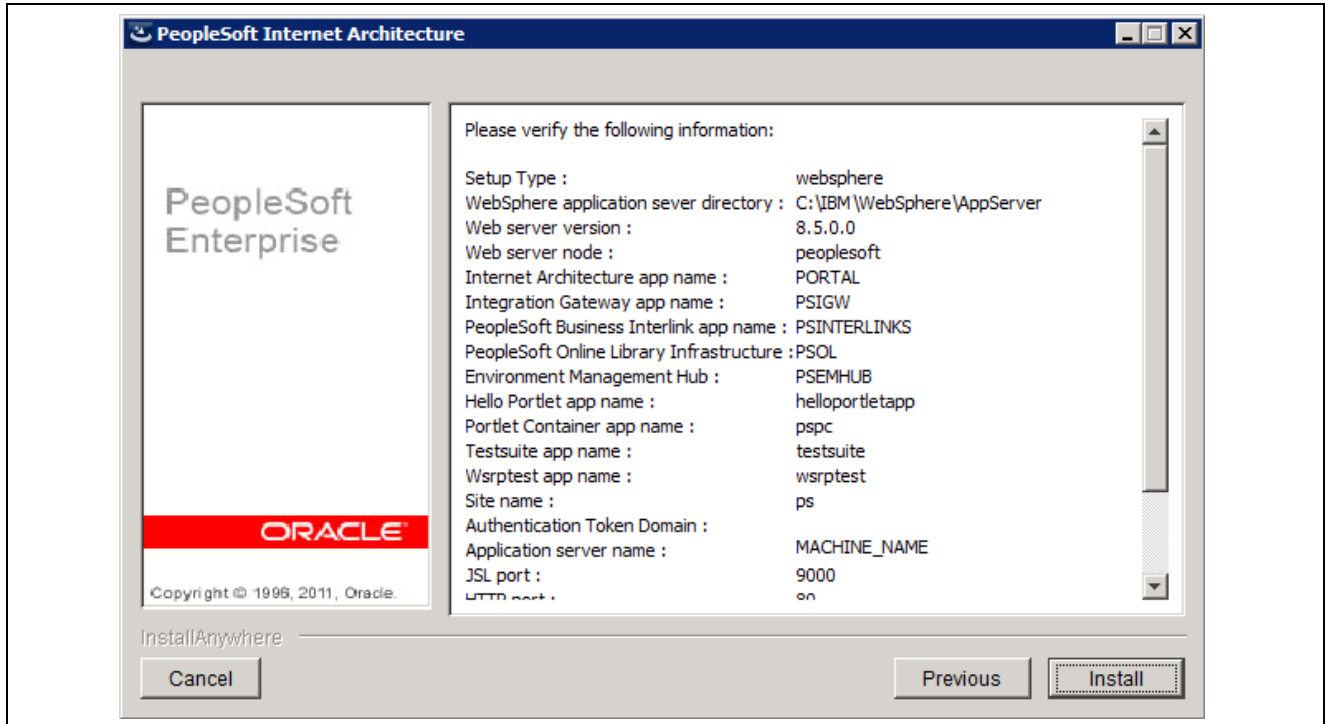 PeopleSoft Internet Architecture
PeopleSoft
Enterprise
ORACLE
Copyright © 1996, 2011, Oracle.
Please verify the following information:
Setup Type : websphere
WebSphere application sever directory : C:\IBM\WebSphere\AppServer
Web server version : 8.5.0.0
Web server node : peoplesoft
Internet Architecture app name : PORTAL
Integration Gateway app name : PSIGW
PeopleSoft Business Interlink app name : PSINTERLINKS
PeopleSoft Online Library Infrastructure :PSOL
Environment Management Hub : PSEMHUB
Hello Portlet app name : helloportletapp
Portlet Container app name : pspc
Testsuite app name : testsuite
Wsrptest app name : wsrptest
Site name : ps
Authentication Token Domain :
Application server name : MACHINE_NAME
JSL port : 9000
HTTP port : 80
InstallAnywhere
Cancel
Previous
Install